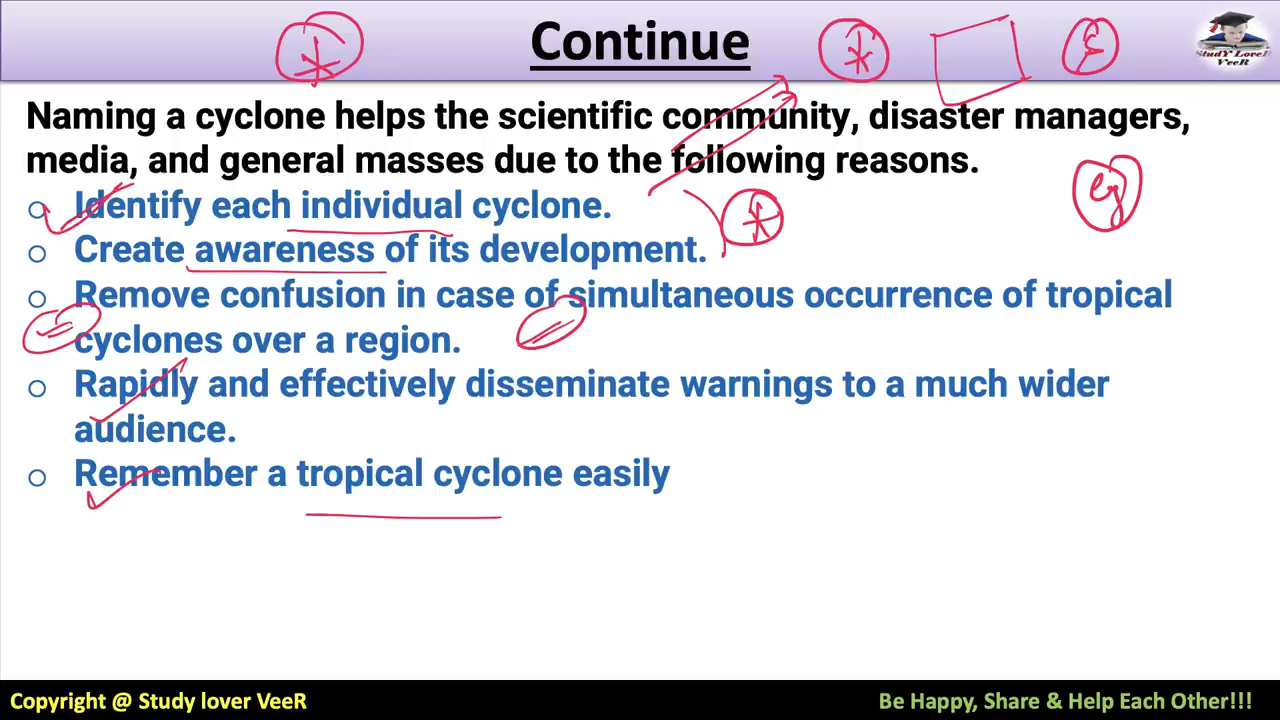 Continue
StudY LoveR
VeeR
Naming a cyclone helps the scientific community, disaster managers,
media, and general masses due to the following reasons.
o Identify each individual cyclone.
o Create awareness of its development.
o Remove confusion in case of simultaneous occurrence of tropical
cyclones over a region.
o Rapidly and effectively disseminate warnings to a much wider
audience.
o Remember a tropical cyclone easily
Copyright @ Study lover VeeR
Be Happy, Share & Help Each Other!!!